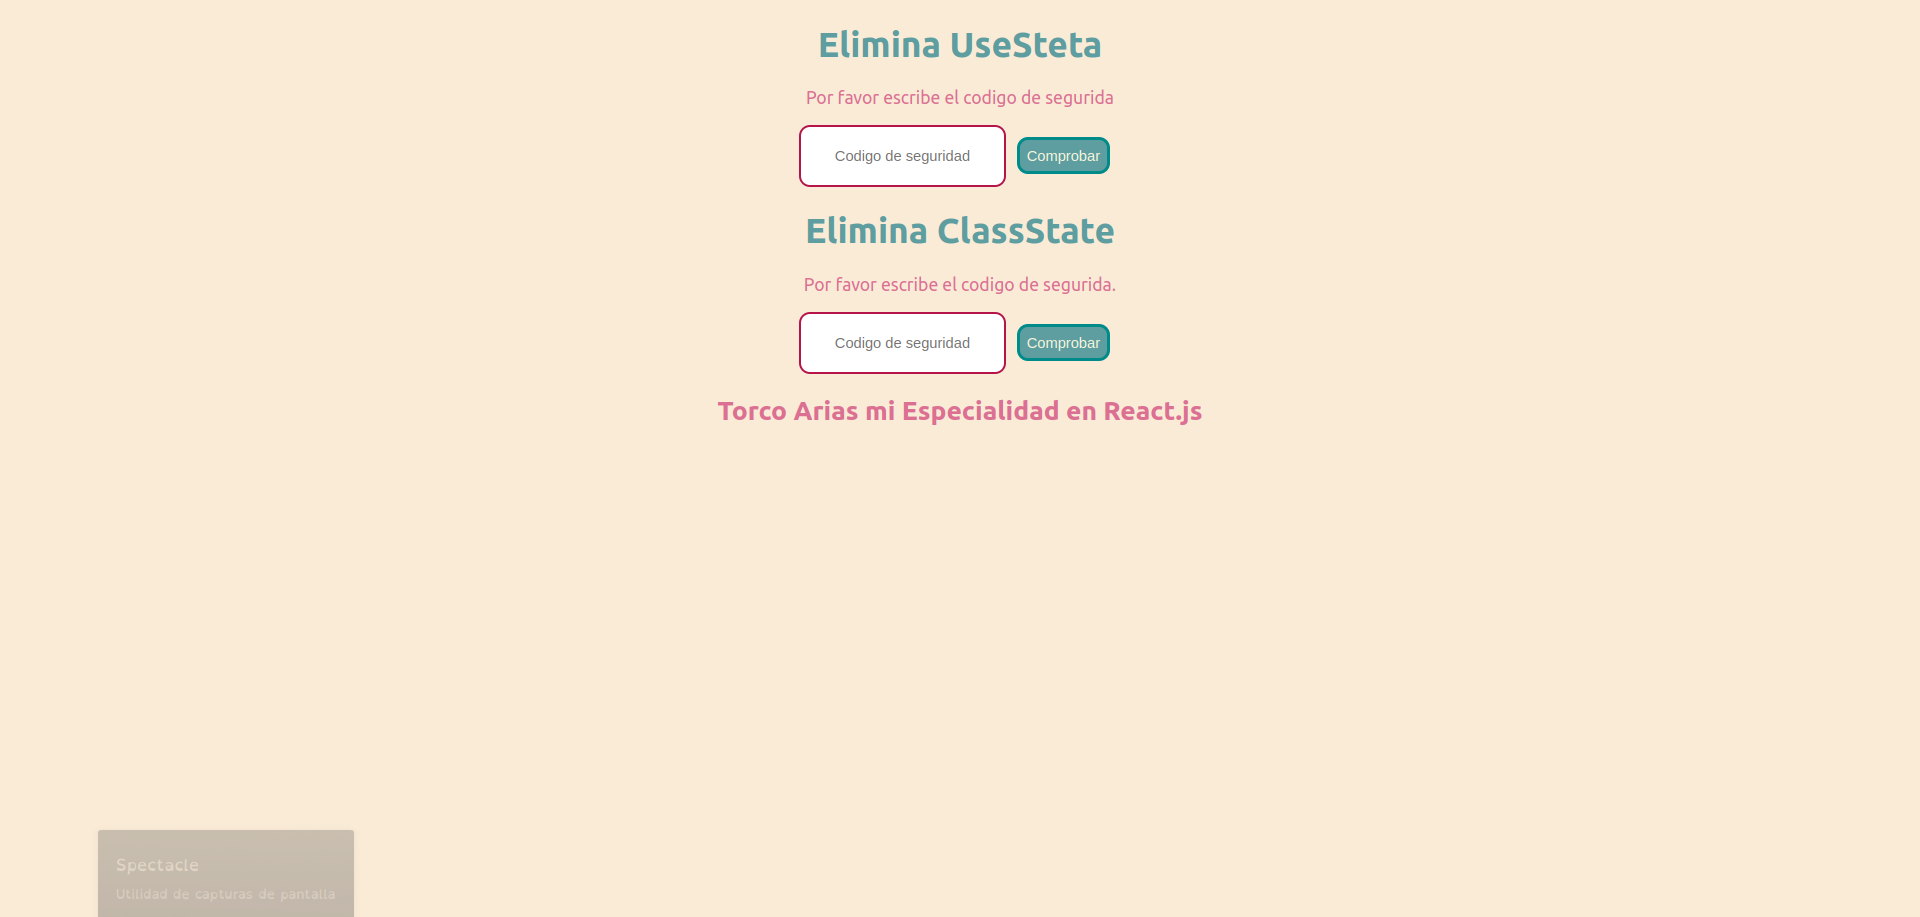 Elimina UseSteta
Por favor escribe el codigo de segurida
Codigo de seguridad
Comprobar
Elimina ClassState
Por favor escribe el codigo de segurida.
Codigo de seguridad
Comprobar
Torco Arias mi Especialidad en React.js
Spectacle
Utilidad de capturas de pantalla